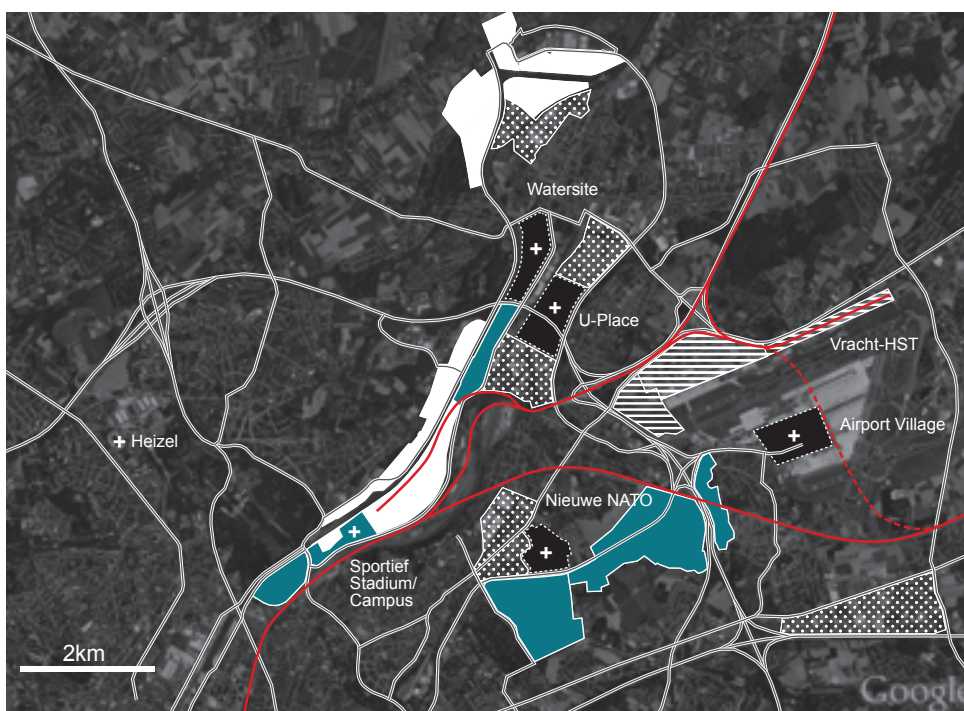 Watersite
U-Place
Vracht-HST
Airport Village
Heizel
Nieuwe NATO
Sportief
Stadium/
Campus
2km
Google